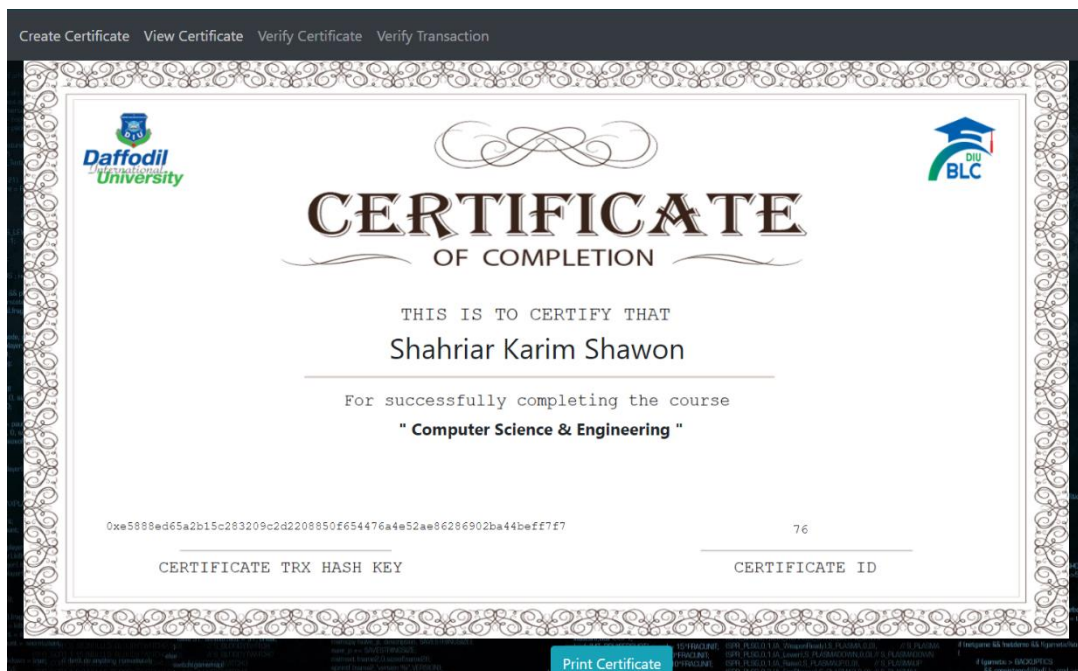 Create Certificate View Certificate Verify Certificate Verify Transaction
DIU
Daffodil
International
University
DIU
BLC
CERTIFICATE
OF COMPLETION
THIS IS TO CERTIFY THAT
Shahriar Karim Shawon
For successfully completing the course
" Computer Science & Engineering "
0xe5888ed65a2b15c283209c2d2208850f654476a4e52ae86286902ba44beff7f7
76
CERTIFICATE TRX HASH KEY
CERTIFICATE ID
Print Certificate